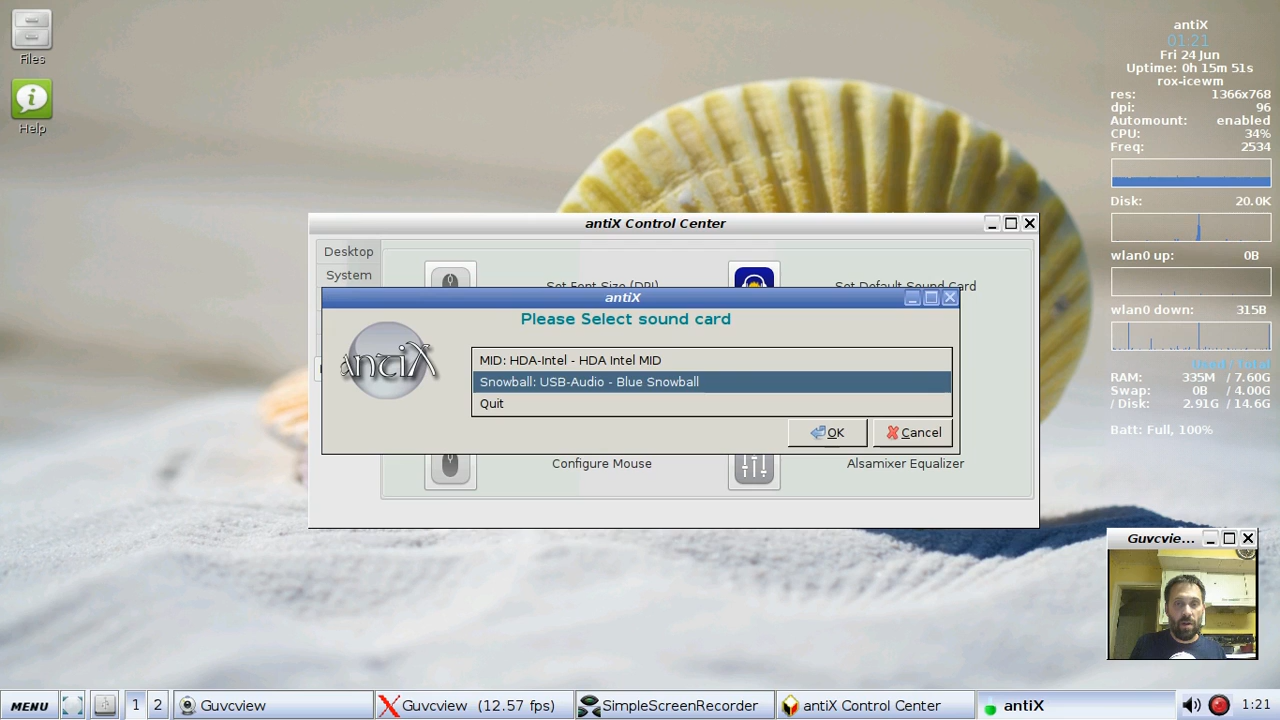 Files
Help
antiX
01:21
Fri 24 Jun
Uptime: 0h 15m 51s
rox-icewm
res: 1366x768
dpi: 96
Automount: enabled
CPU: 34%
Freq: 2534
Disk: 20.0K
wlan0 up: 0B
wlan0 down: 315B
Used / Total
RAM: 335M / 7.60G
Swap: 0B / 4.00G
/ Disk: 2.91G / 14.6G
Batt: Full, 100%
antiX Control Center
Desktop
System
Set Font Size (DPI)
Set Default Sound Card
antiX
Please Select sound card
antiX
MID: HDA-Intel - HDA Intel MID
Snowball: USB-Audio - Blue Snowball
Quit
OK
Cancel
Configure Mouse
Alsamixer Equalizer
Guvcvie...
MENU
1 2
Guvcview
Guvcview (12.57 fps)
SimpleScreenRecorder
antiX Control Center
antiX
1:21